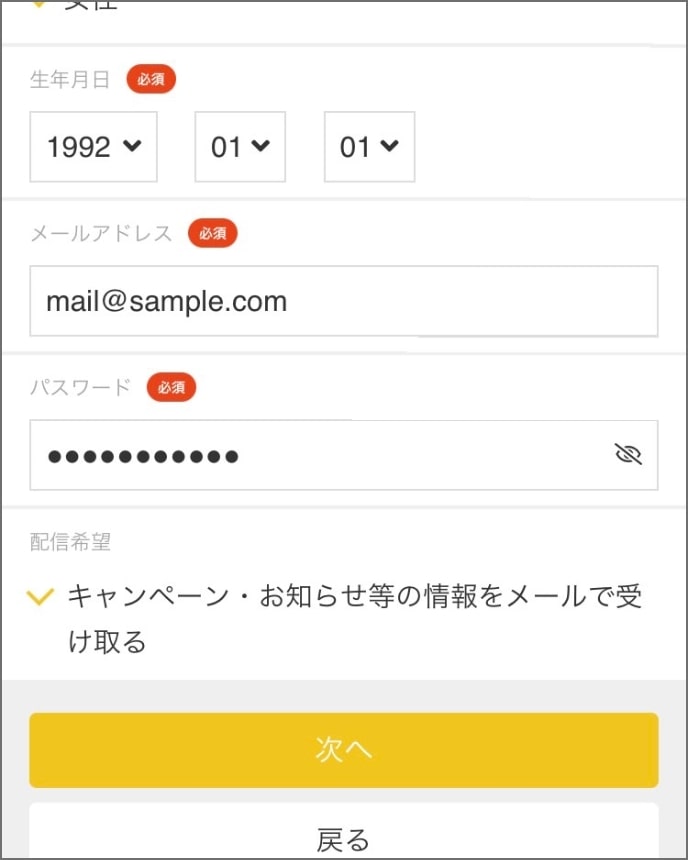 女性
生年月日 必須
1992 01 01
メールアドレス 必須
mail@sample.com
パスワード 必須
●●●●●●●●●●●
配信希望
キャンペーン・お知らせ等の情報をメールで受
け取る
次へ
戻る